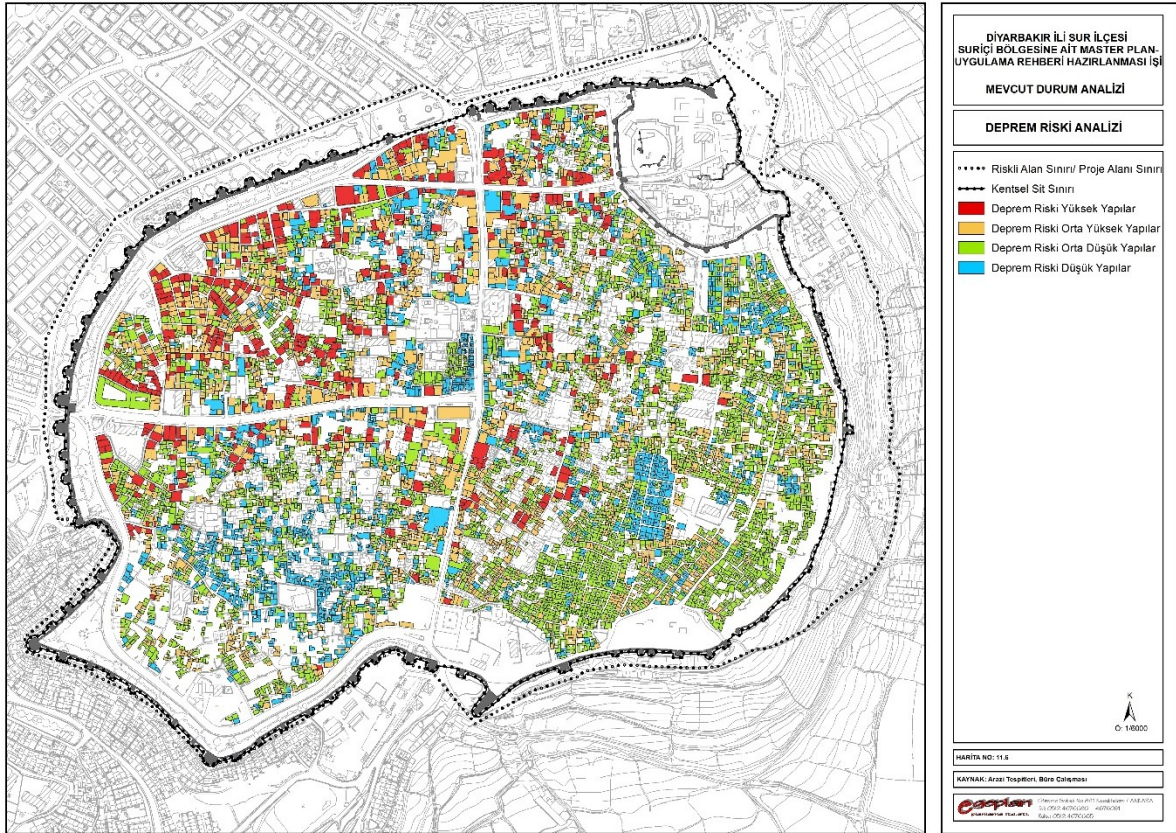 DİYARBAKIR İLİ SUR İLÇESİ
SURİÇİ BÖLGESİNE AİT MASTER PLAN-
UYGULAMA REHBERİ HAZIRLANMASI İŞİ
MEVCUT DURUM ANALİZİ
DEPREM RİSKİ ANALİZİ
Riskli Alan Sınırı/ Proje Alanı Sınırı
Kentsel Sit Sınırı
Deprem Riski Yüksek Yapılar
Deprem Riski Orta Yüksek Yapılar
Deprem Riski Orta Düşük Yapılar
Deprem Riski Düşük Yapılar
K
Ö: 1/6000
HARİTA NO: 11.5
KAYNAK: Arazi Tespitleri, Büro Çalışması
egeplan